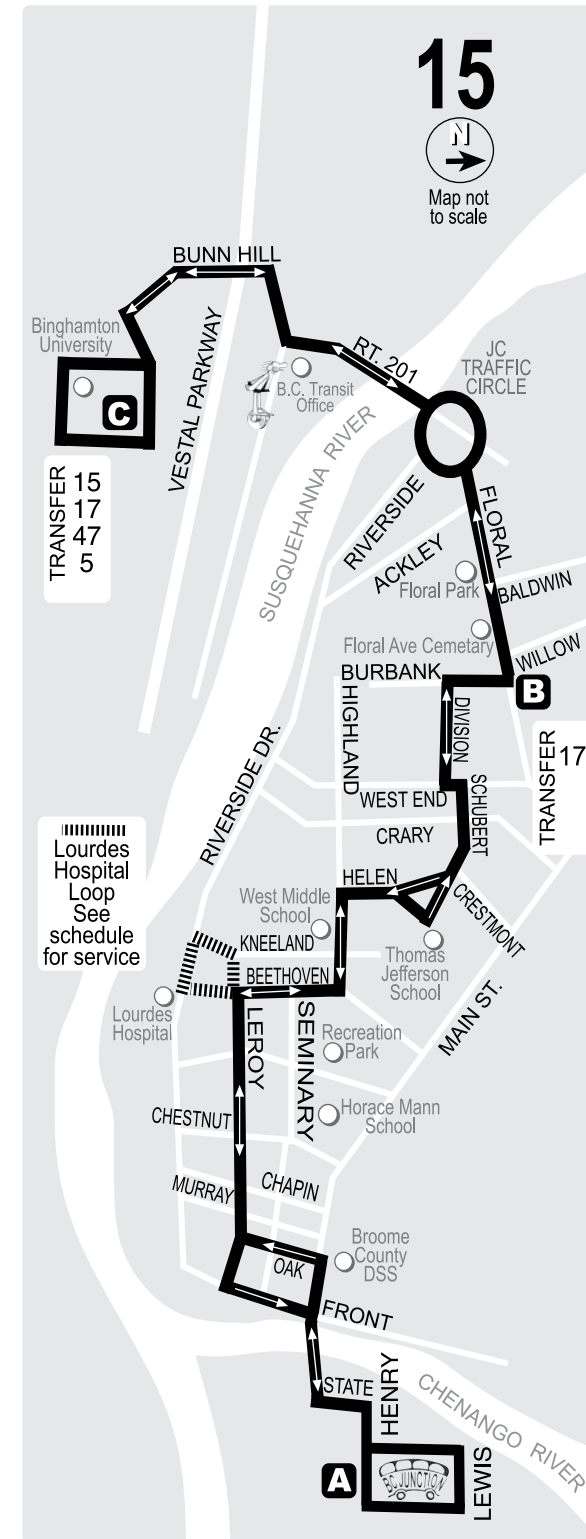 15
N
Map not
to scale
BUNN HILL
Binghamton
University
C
TRANSFER
15
17
47
5
VESTAL PARKWAY
B.C. Transit
Office
RT. 201
JC
TRAFFIC
CIRCLE
SUSQUEHANNA RIVER
RIVERSIDE
ACKLEY
FLORAL
Floral Park
BALDWIN
Floral Ave Cemetary
WILLOW
BURBANK
B
HIGHLAND
DIVISION
TRANSFER
17
RIVERSIDE DR.
WEST END
SCHUBERT
CRARY
Lourdes
Hospital
Loop
See
schedule
for service
HELEN
CRESTMONT
West Middle
School
KNEELAND
Thomas
Jefferson
School
BEETHOVEN
MAIN ST.
Lourdes
Hospital
LEROY
SEMINARY
Recreation
Park
CHESTNUT
Horace Mann
School
MURRAY
CHAPIN
Broome
County
DSS
OAK
FRONT
STATE
HENRY
CHENANGO RIVER
A
BC JUNCTION
LEWIS